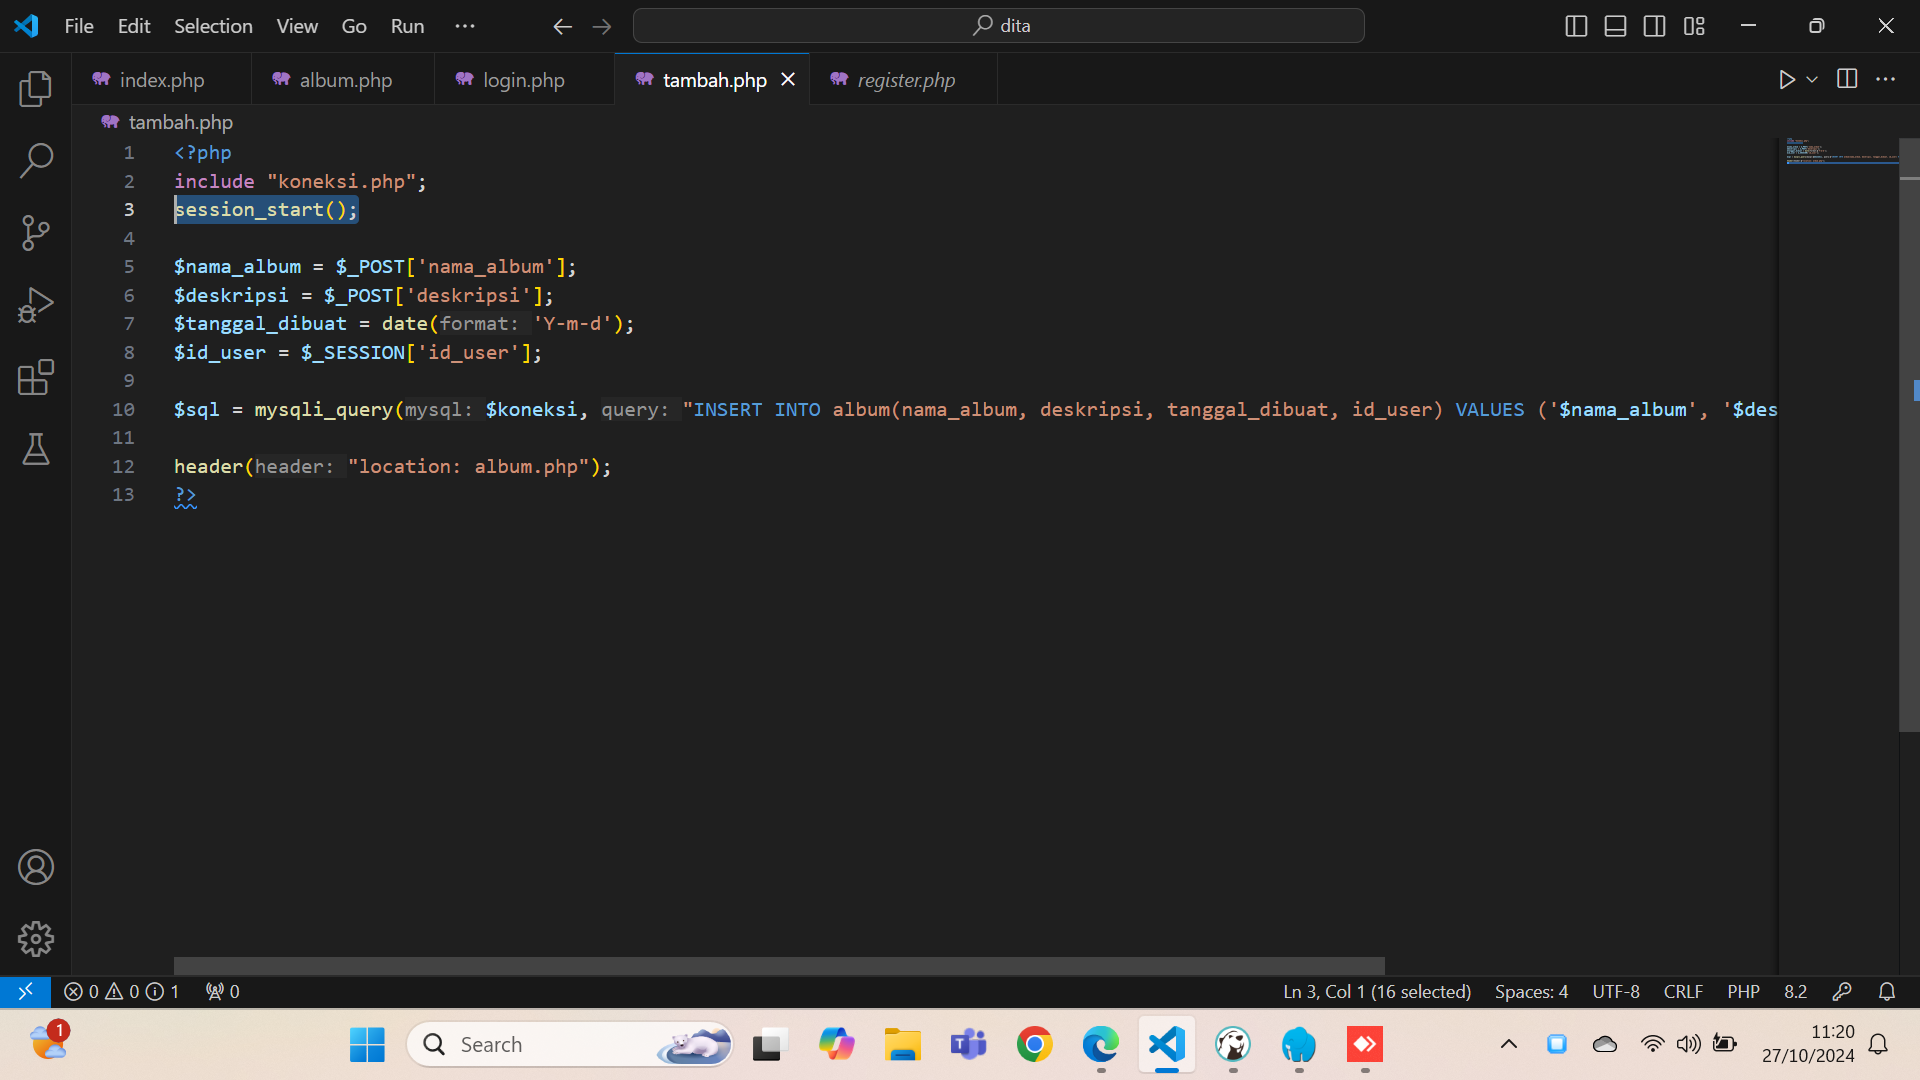 File Edit Selection View Go Run ··· dita
index.php album.php login.php tambah.php register.php
tambah.php
1 <?php
2 include "koneksi.php";
3 session_start();
4
5 $nama_album = $_POST['nama_album'];
6 $deskripsi = $_POST['deskripsi'];
7 $tanggal_dibuat = date(format: 'Y-m-d');
8 $id_user = $_SESSION['id_user'];
9
10 $sql = mysqli_query(mysql: $koneksi, query: "INSERT INTO album(nama_album, deskripsi, tanggal_dibuat, id_user) VALUES ('$nama_album', '$des
11
12 header(header: "location: album.php");
13 ?>
0 0 1 0 Ln 3, Col 1 (16 selected) Spaces: 4 UTF-8 CRLF PHP 8.2
1 Search T 11:20
27/10/2024